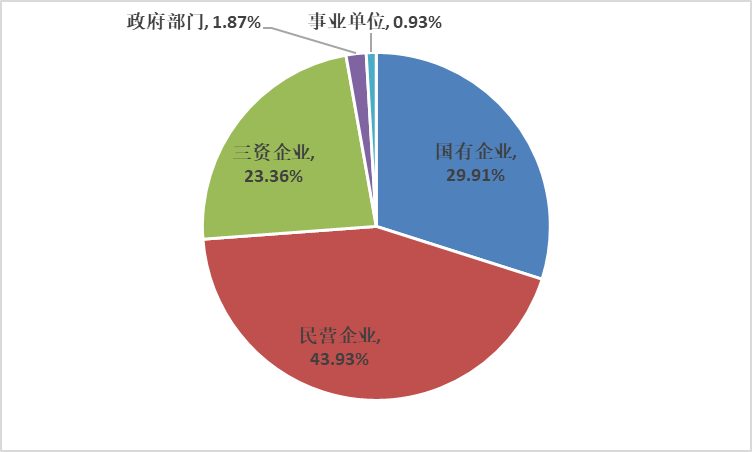 政府部门, 1.87%
事业单位, 0.93%
三资企业,
23.36%
国有企业,
29.91%
民营企业,
43.93%